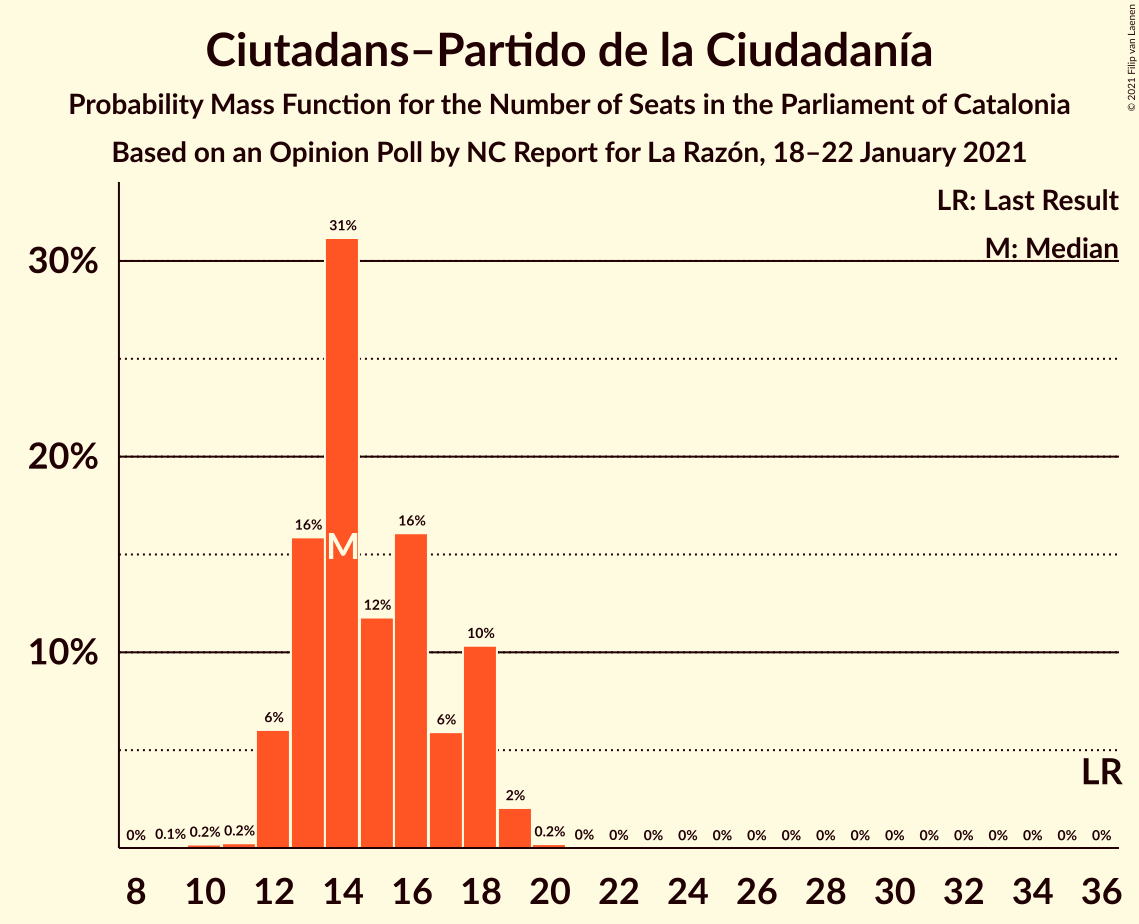 Ciutadans–Partido de la Ciudadanía
Probability Mass Function for the Number of Seats in the Parliament of Catalonia
Based on an Opinion Poll by NC Report for La Razón, 18–22 January 2021
© 2021 Filip van Laenen
LR: Last Result
M: Median
30%
20%
10%
0% 0.1% 0.2% 0.2% 6% 16% 31% 12% 16% 6% 10% 2% 0.2% 0% 0% 0% 0% 0% 0% 0% 0% 0% 0% 0% 0% 0% 0% 0% 0%
M
LR
8 10 12 14 16 18 20 22 24 26 28 30 32 34 36